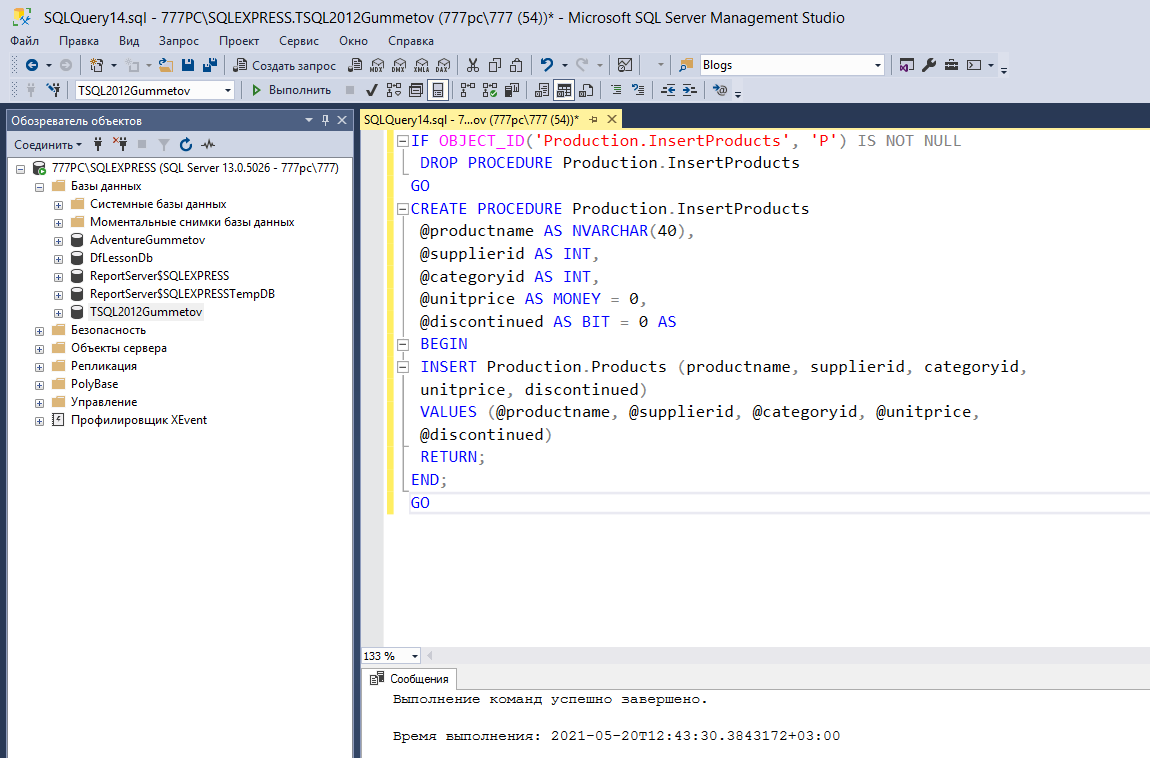 SQLQuery14.sql - 777PC\SQLEXPRESS.TSQL2012Gummetov (777pc\777 (54))* - Microsoft SQL Server Management Studio
Файл Правка Вид Запрос Проект Сервис Окно Справка
Создать запрос MDX DMX XMLA DAX Blogs
TSQL2012Gummetov Выполнить
Обозреватель объектов
Соединить
777PC\SQLEXPRESS (SQL Server 13.0.5026 - 777pc\777)
Базы данных
Системные базы данных
Моментальные снимки базы данных
AdventureGummetov
DfLessonDb
ReportServer$SQLEXPRESS
ReportServer$SQLEXPRESSTempDB
TSQL2012Gummetov
Безопасность
Объекты сервера
Репликация
PolyBase
Управление
Профилировщик XEvent
SQLQuery14.sql - 7...ov (777pc\777 (54))*
IF OBJECT_ID('Production.InsertProducts', 'P') IS NOT NULL
DROP PROCEDURE Production.InsertProducts
GO
CREATE PROCEDURE Production.InsertProducts
@productname AS NVARCHAR(40),
@supplierid AS INT,
@categoryid AS INT,
@unitprice AS MONEY = 0,
@discontinued AS BIT = 0 AS
BEGIN
INSERT Production.Products (productname, supplierid, categoryid,
unitprice, discontinued)
VALUES (@productname, @supplierid, @categoryid, @unitprice,
@discontinued)
RETURN;
END;
GO
133 %
Сообщения
Выполнение команд успешно завершено.
Время выполнения: 2021-05-20T12:43:30.3843172+03:00